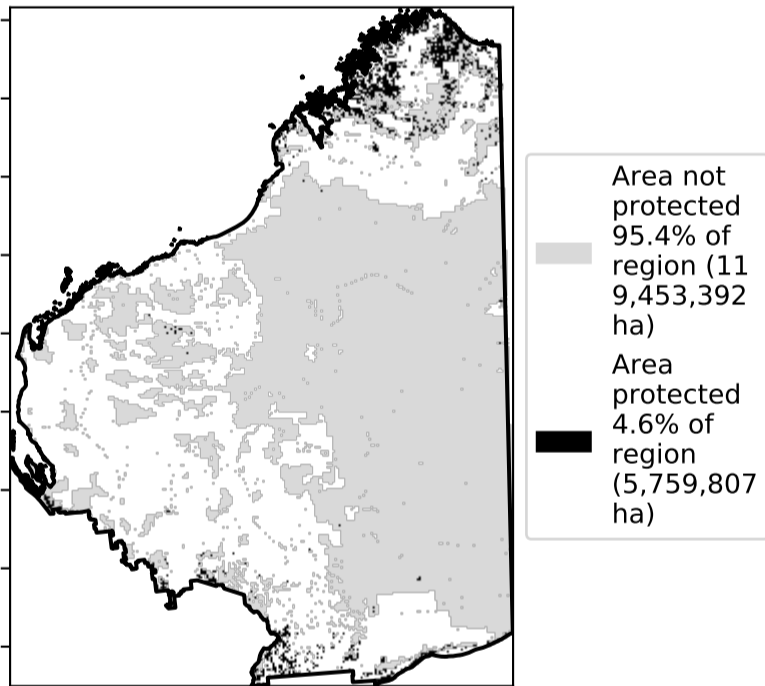 Area not
protected
95.4% of
region (11
9,453,392
ha)
Area
protected
4.6% of
region
(5,759,807
ha)